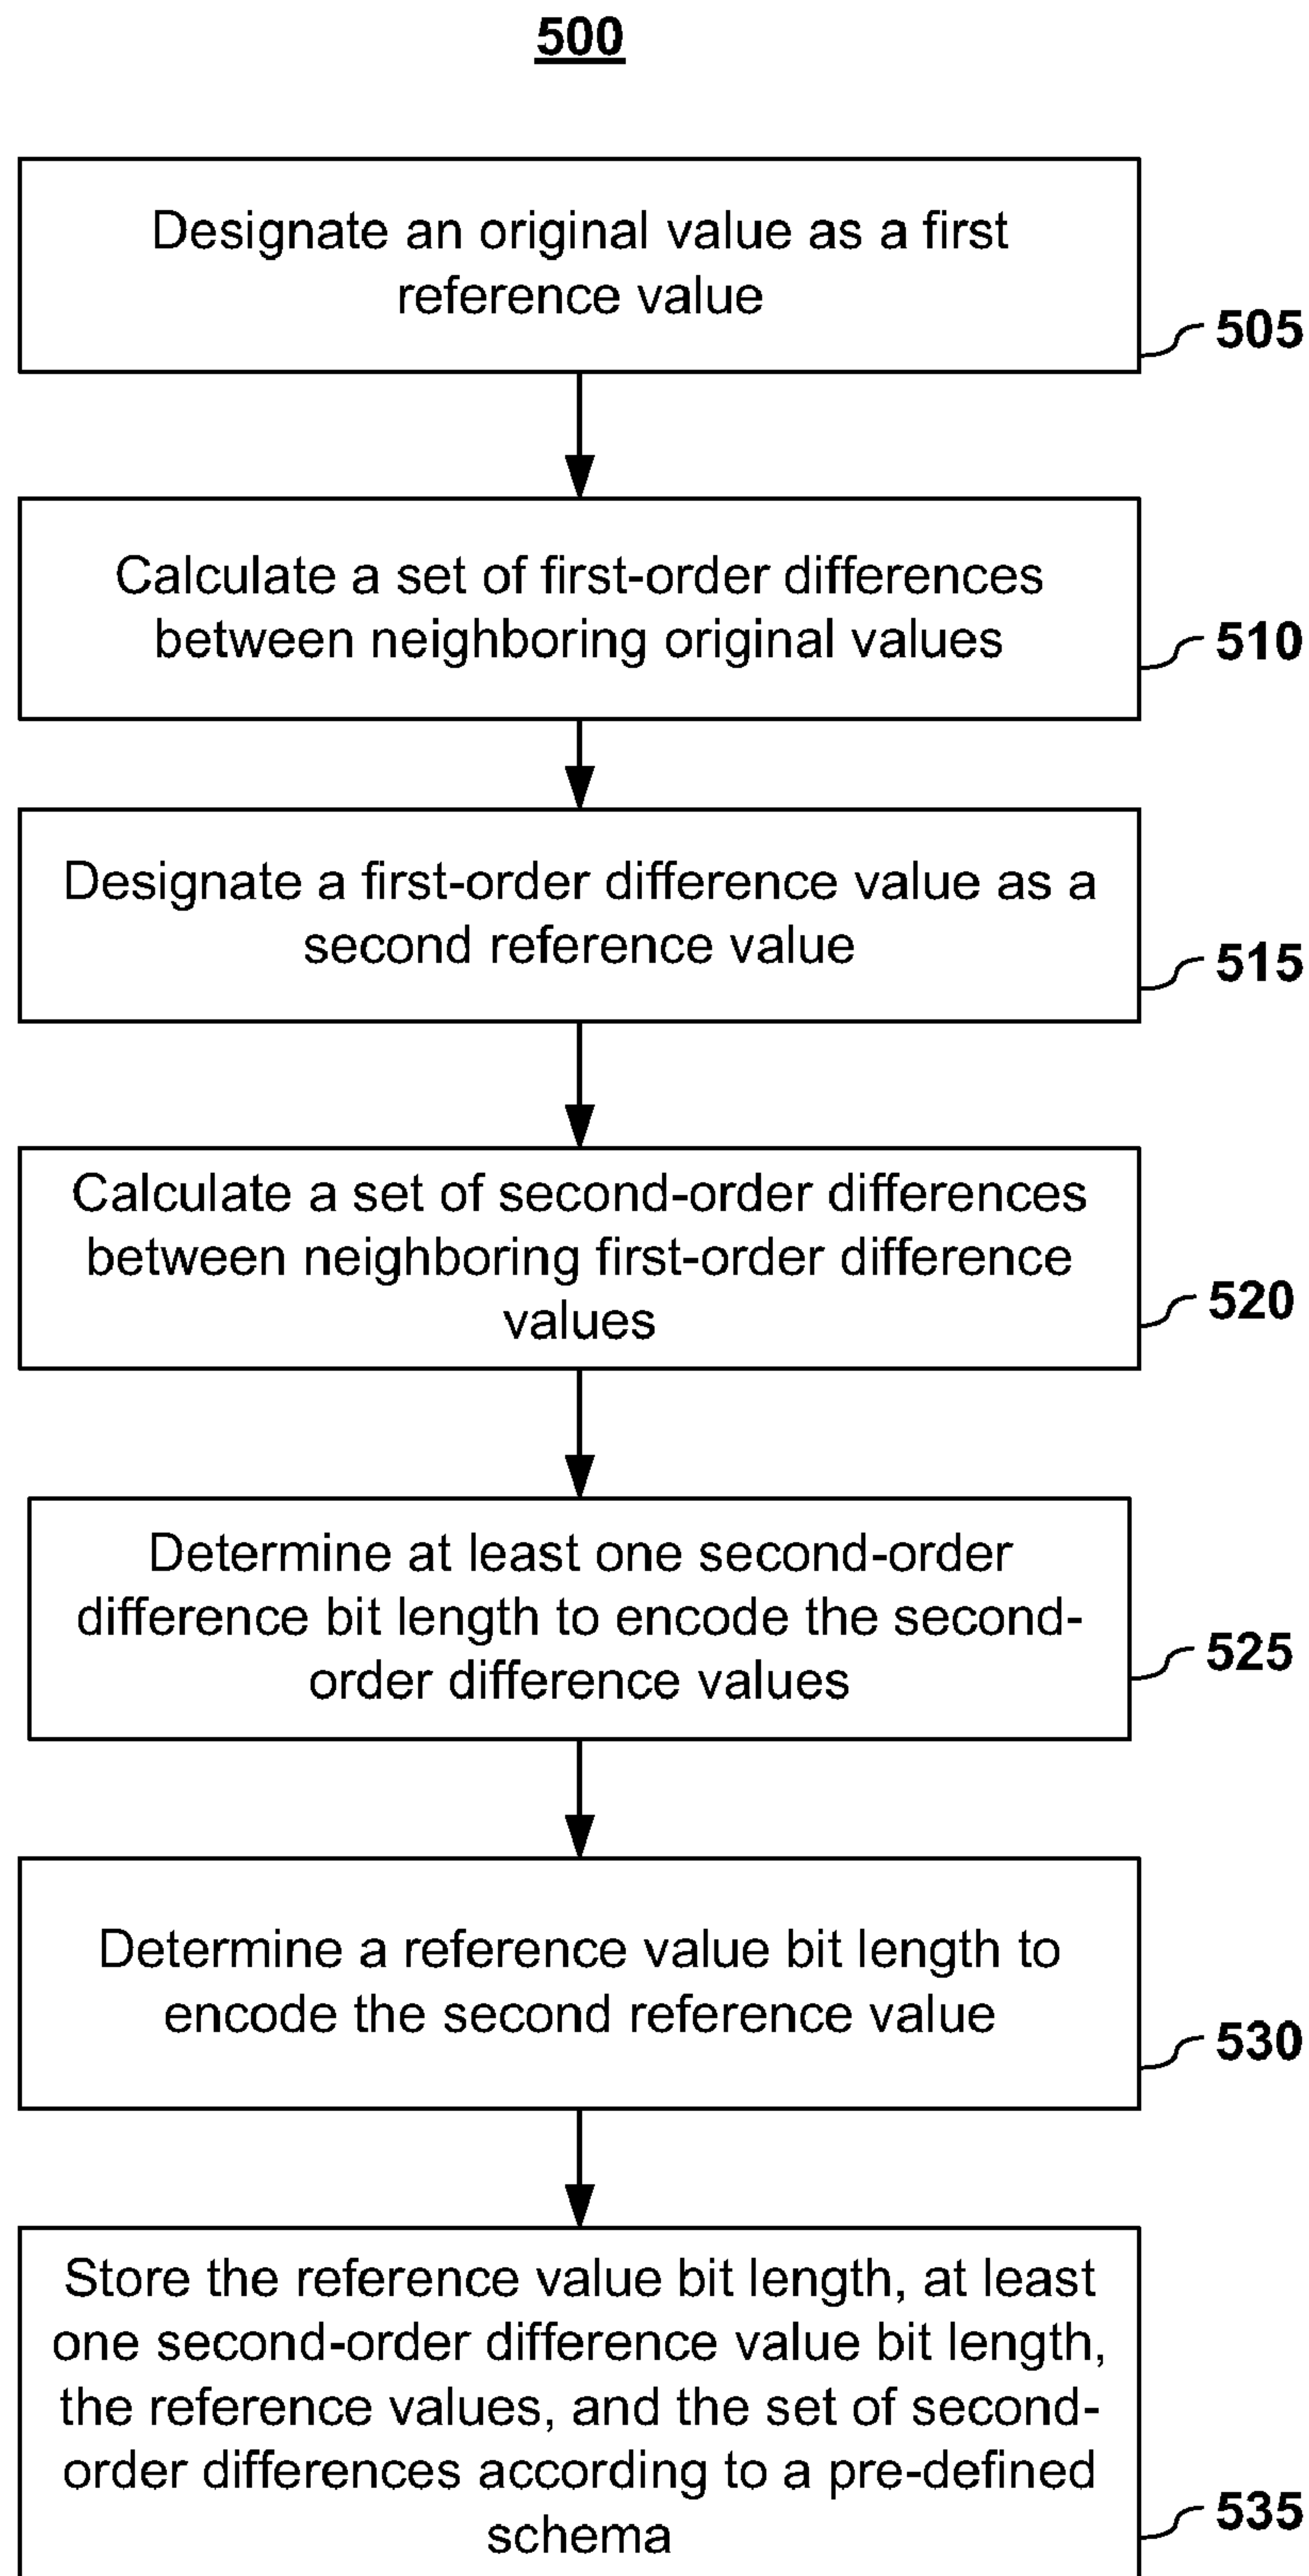 500
Designate an original value as a first
reference value
505
Calculate a set of first-order differences
between neighboring original values
510
Designate a first-order difference value as a
second reference value
515
Calculate a set of second-order differences
between neighboring first-order difference
values
520
Determine at least one second-order
difference bit length to encode the second-
order difference values
525
Determine a reference value bit length to
encode the second reference value
530
Store the reference value bit length, at least
one second-order difference value bit length,
the reference values, and the set of second-
order differences according to a pre-defined
schema
535